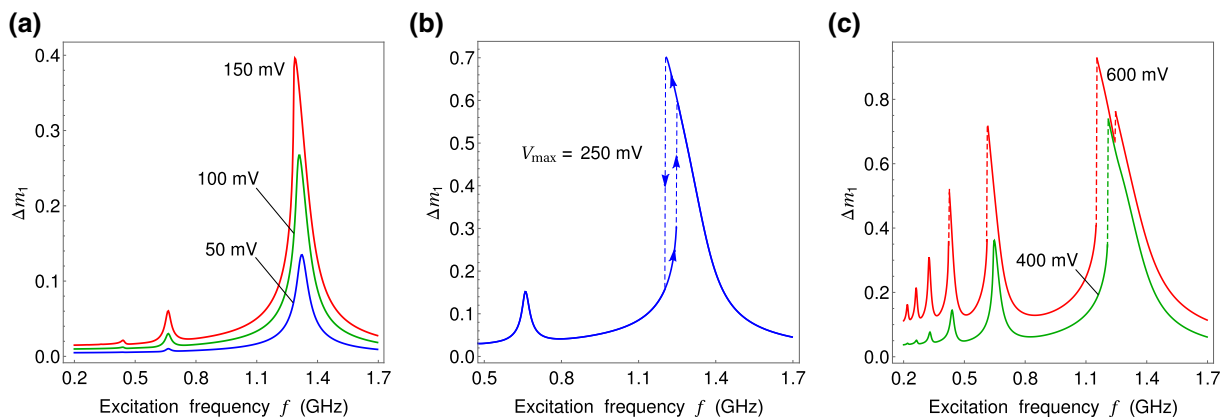 (a)
0.4
0.3
0.2
0.1
0.0
Δm₁
150 mV
100 mV
50 mV
0.2 0.5 0.8 1.1 1.4 1.7
Excitation frequency f (GHz)
(b)
0.7
0.6
0.5
0.4
0.3
0.2
0.1
0.0
Δm₁
Vmax = 250 mV
0.5 0.8 1.1 1.4 1.7
Excitation frequency f (GHz)
(c)
0.8
0.6
0.4
0.2
0.0
Δm₁
600 mV
400 mV
0.2 0.5 0.8 1.1 1.4 1.7
Excitation frequency f (GHz)